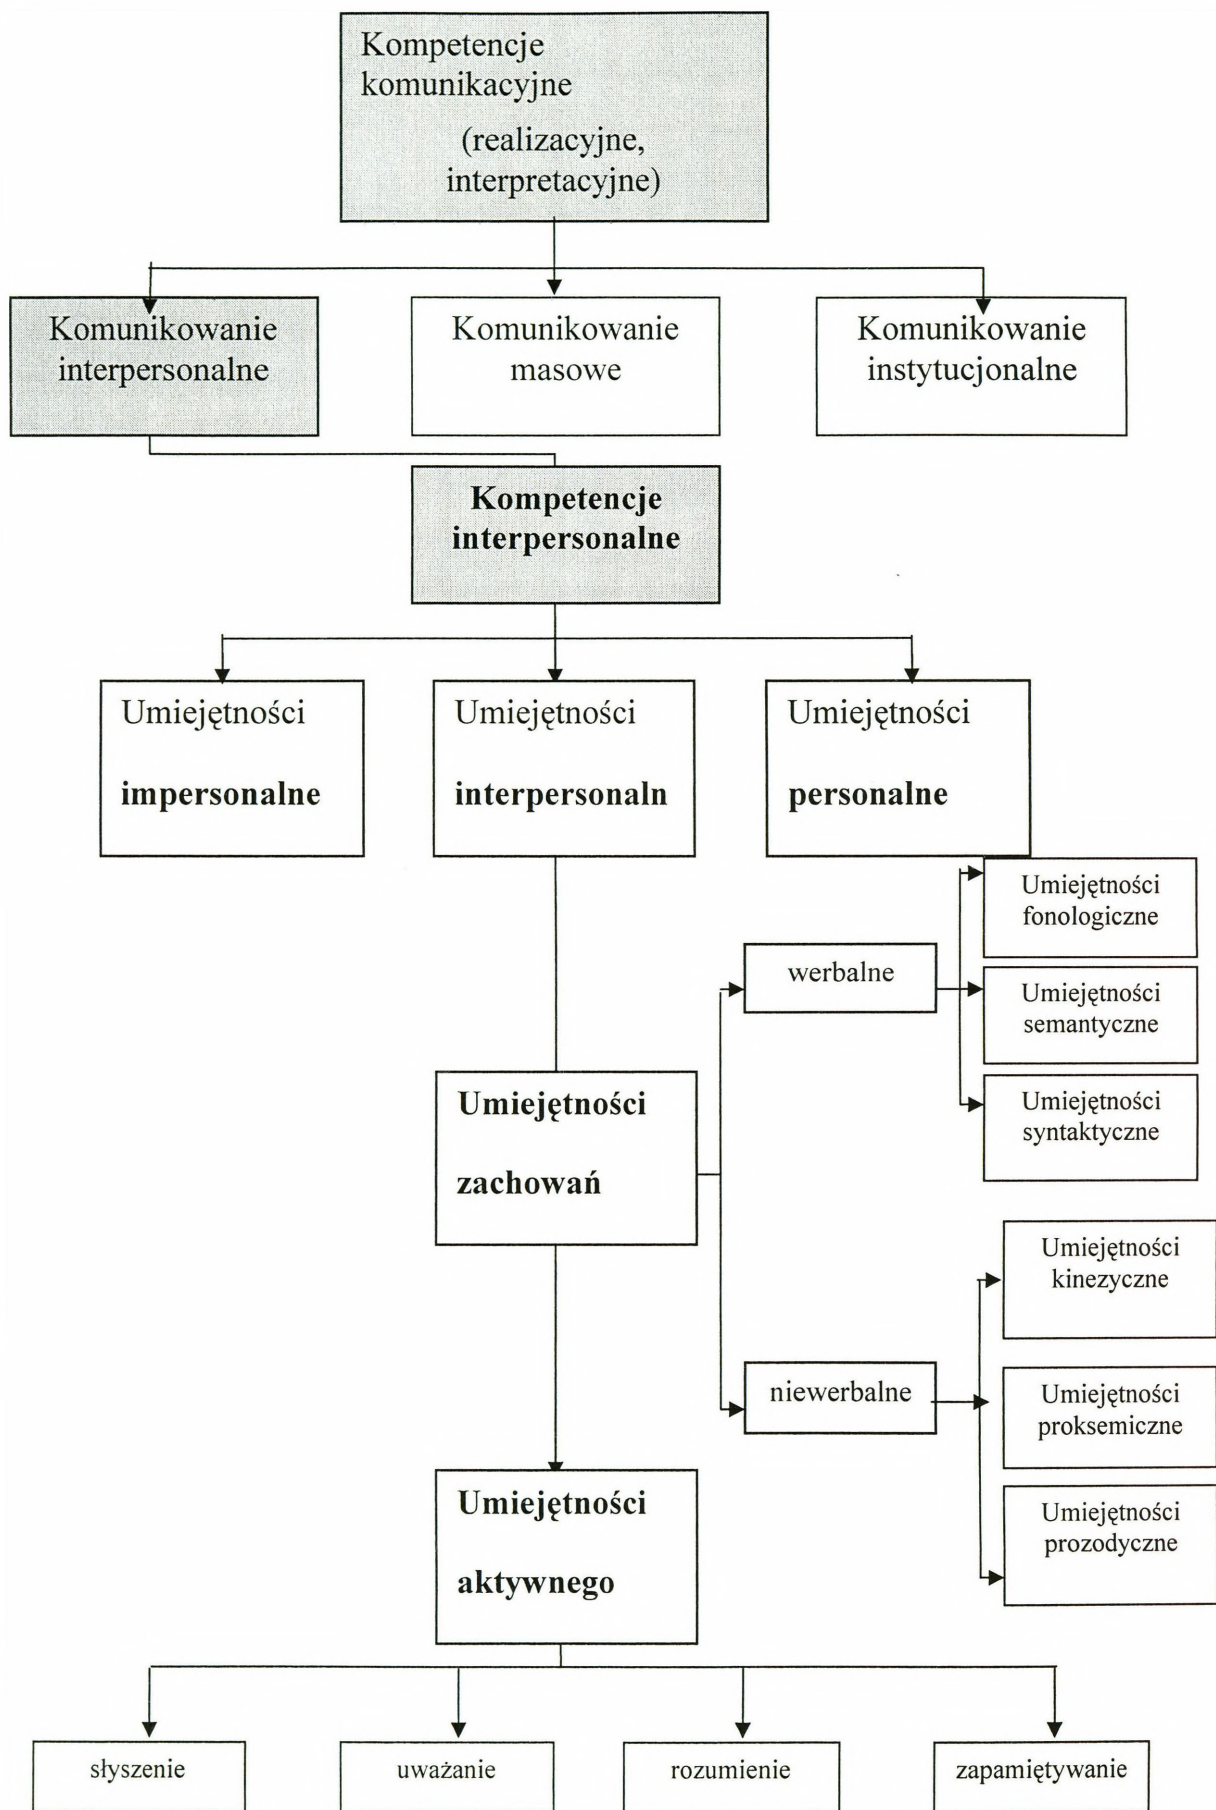 Kompetencje
komunikacyjne
(realizacyjne,
interpretacyjne)
Komunikowanie
interpersonalne
Komunikowanie
masowe
Komunikowanie
instytucjonalne
Kompetencje
interpersonalne
Umiejętności
impersonalne
Umiejętności
interpersonaln
Umiejętności
personalne
Umiejętności
fonologiczne
werbalne
Umiejętności
semantyczne
Umiejętności
syntaktyczne
Umiejętności
zachowań
Umiejętności
kinezyczne
niewerbalne
Umiejętności
proksemiczne
Umiejętności
prozodyczne
Umiejętności
aktywnego
słyszenie
uważanie
rozumienie
zapamiętywanie